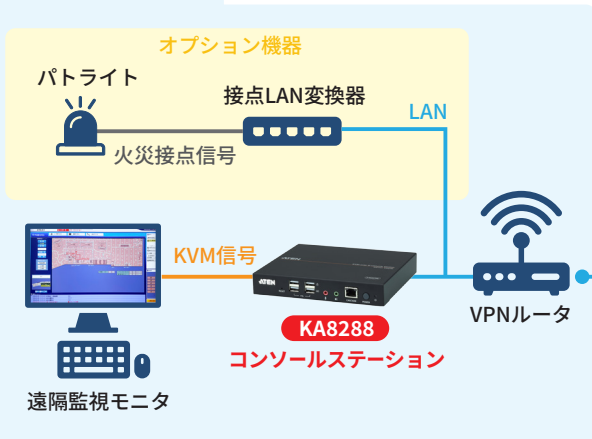 オプション機器
パトライト
接点LAN変換器
LAN
火災接点信号
KVM信号
ATEN
KA8288
コンソールステーション
VPNルータ
遠隔監視モニタ